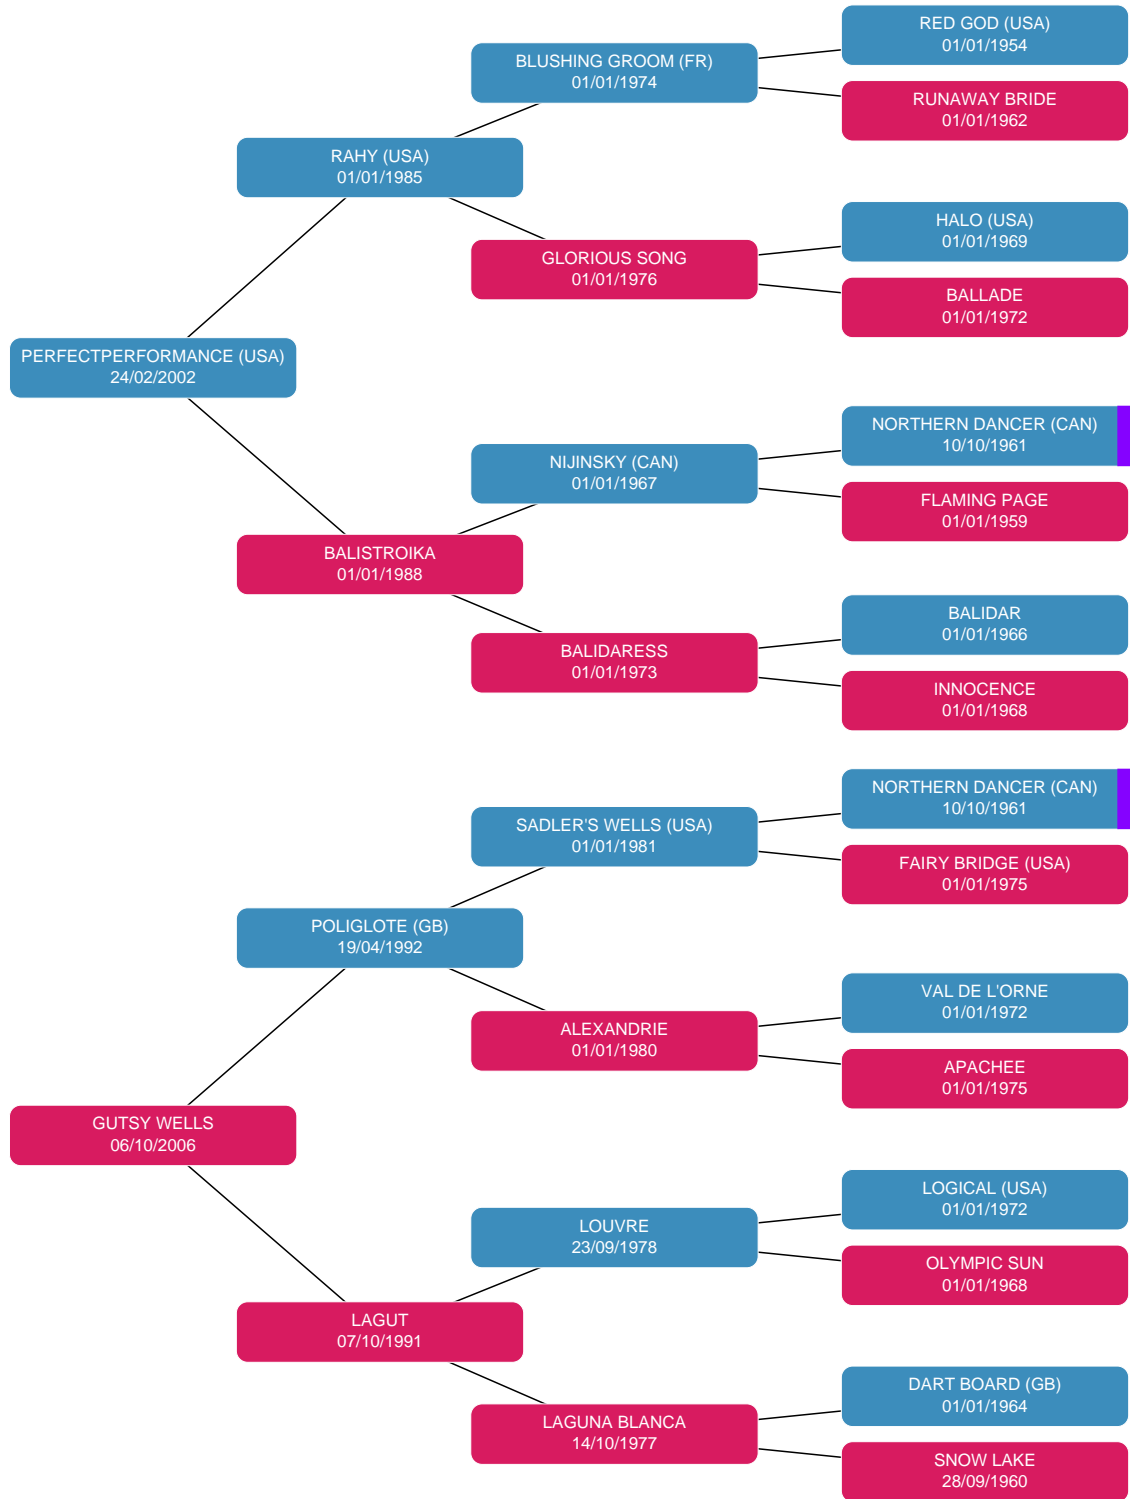 RED GOD (USA)
01/01/1954
BLUSHING GROOM (FR)
01/01/1974
RUNAWAY BRIDE
01/01/1962
RAHY (USA)
01/01/1985
HALO (USA)
01/01/1969
GLORIOUS SONG
01/01/1976
BALLADE
01/01/1972
PERFECTPERFORMANCE (USA)
24/02/2002
NORTHERN DANCER (CAN)
10/10/1961
NIJINSKY (CAN)
01/01/1967
FLAMING PAGE
01/01/1959
BALISTROIKA
01/01/1988
BALIDAR
01/01/1966
BALIDARESS
01/01/1973
INNOCENCE
01/01/1968
NORTHERN DANCER (CAN)
10/10/1961
SADLER'S WELLS (USA)
01/01/1981
FAIRY BRIDGE (USA)
01/01/1975
POLIGLOTE (GB)
19/04/1992
VAL DE L'ORNE
01/01/1972
ALEXANDRIE
01/01/1980
APACHEE
01/01/1975
GUTSY WELLS
06/10/2006
LOGICAL (USA)
01/01/1972
LOUVRE
23/09/1978
OLYMPIC SUN
01/01/1968
LAGUT
07/10/1991
DART BOARD (GB)
01/01/1964
LAGUNA BLANCA
14/10/1977
SNOW LAKE
28/09/1960